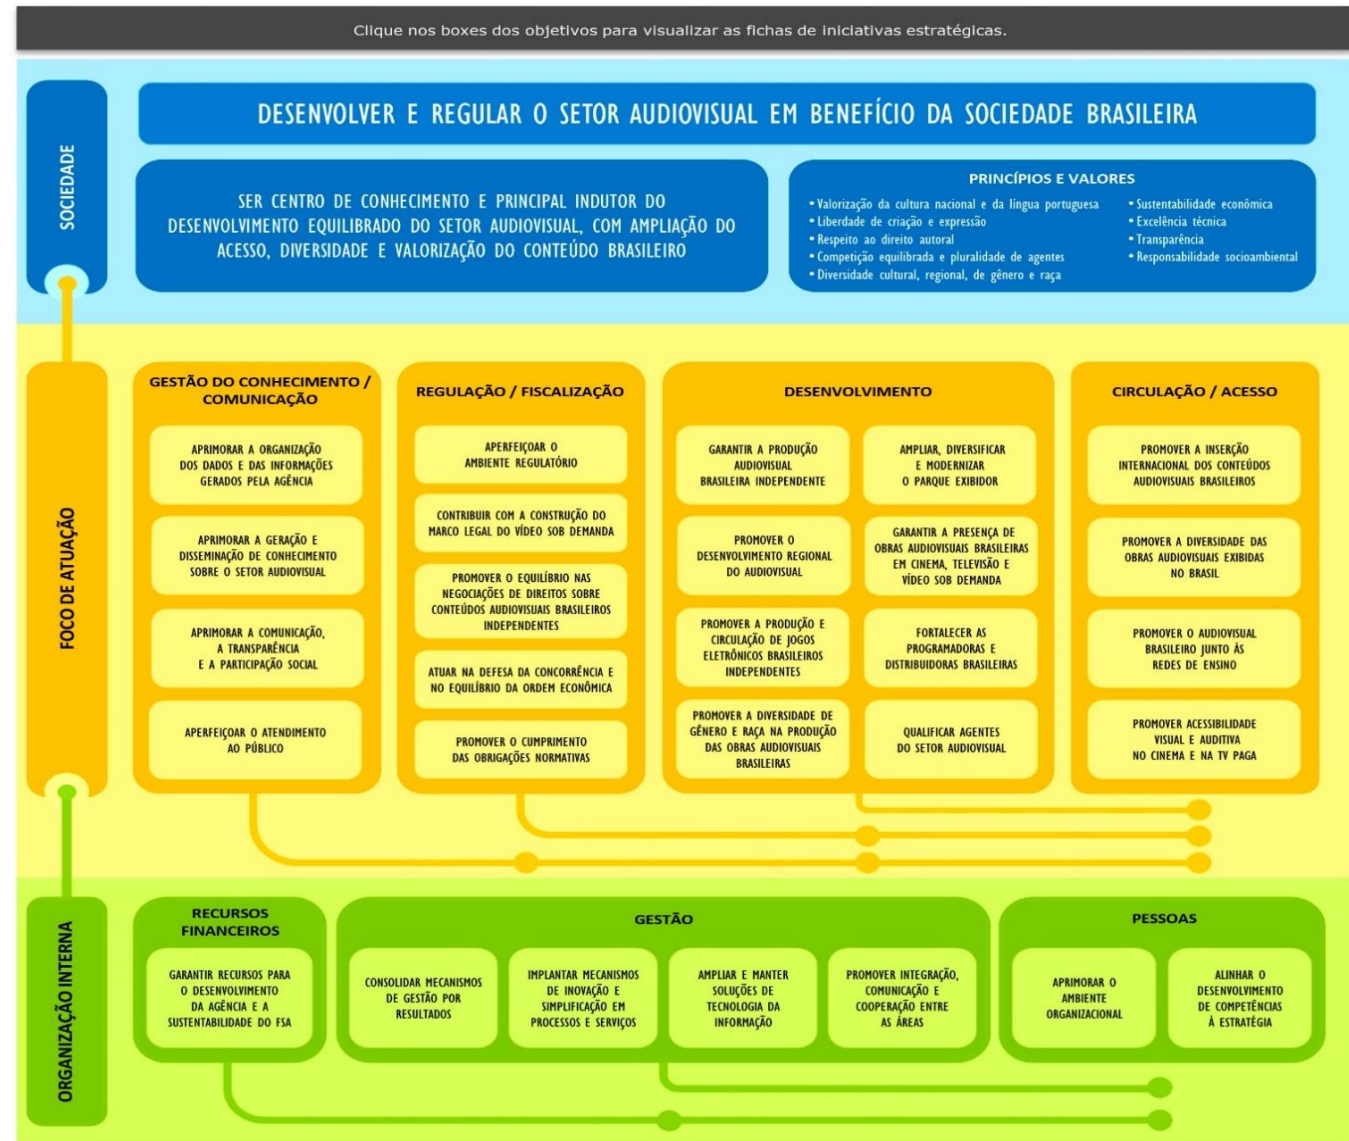 Clique nos boxes dos objetivos para visualizar as fichas de iniciativas estratégicas.
SOCIEDADE
DESENVOLVER E REGULAR O SETOR AUDIOVISUAL EM BENEFÍCIO DA SOCIEDADE BRASILEIRA
SER CENTRO DE CONHECIMENTO E PRINCIPAL INDUTOR DO
DESENVOLVIMENTO EQUILIBRADO DO SETOR AUDIOVISUAL, COM AMPLIAÇÃO DO
ACESSO, DIVERSIDADE E VALORIZAÇÃO DO CONTEÚDO BRASILEIRO
PRINCÍPIOS E VALORES
• Valorização da cultura nacional e da língua portuguesa
• Liberdade de criação e expressão
• Respeito ao direito autoral
• Competição equilibrada e pluralidade de agentes
• Diversidade cultural, regional, de gênero e raça
• Sustentabilidade econômica
• Excelência técnica
• Transparência
• Responsabilidade socioambiental
FOCO DE ATUAÇÃO
GESTÃO DO CONHECIMENTO /
COMUNICAÇÃO
APRIMORAR A ORGANIZAÇÃO
DOS DADOS E DAS INFORMAÇÕES
GERADOS PELA AGÊNCIA
APRIMORAR A GERAÇÃO E
DISSEMINAÇÃO DE CONHECIMENTO
SOBRE O SETOR AUDIOVISUAL
APRIMORAR A COMUNICAÇÃO,
A TRANSPARÊNCIA
E A PARTICIPAÇÃO SOCIAL
APERFEIÇOAR O ATENDIMENTO
AO PÚBLICO
REGULAÇÃO / FISCALIZAÇÃO
APERFEIÇOAR O
AMBIENTE REGULATÓRIO
CONTRIBUIR COM A CONSTRUÇÃO DO
MARCO LEGAL DO VÍDEO SOB DEMANDA
PROMOVER O EQUILÍBRIO NAS
NEGOCIAÇÕES DE DIREITOS SOBRE
CONTEÚDOS AUDIOVISUAIS BRASILEIROS
INDEPENDENTES
ATUAR NA DEFESA DA CONCORRÊNCIA E
NO EQUILÍBRIO DA ORDEM ECONÔMICA
PROMOVER O CUMPRIMENTO
DAS OBRIGAÇÕES NORMATIVAS
DESENVOLVIMENTO
GARANTIR A PRODUÇÃO
AUDIOVISUAL
BRASILEIRA INDEPENDENTE
PROMOVER O
DESENVOLVIMENTO REGIONAL
DO AUDIOVISUAL
PROMOVER A PRODUÇÃO E
CIRCULAÇÃO DE JOGOS
ELETRÔNICOS BRASILEIROS
INDEPENDENTES
PROMOVER A DIVERSIDADE DE
GÊNERO E RAÇA NA PRODUÇÃO
DAS OBRAS AUDIOVISUAIS
BRASILEIRAS
AMPLIAR, DIVERSIFICAR
E MODERNIZAR
O PARQUE EXIBIDOR
GARANTIR A PRESENÇA DE
OBRAS AUDIOVISUAIS BRASILEIRAS
EM CINEMA, TELEVISÃO E
VÍDEO SOB DEMANDA
FORTALECER AS
PROGRAMADORAS E
DISTRIBUIDORAS BRASILEIRAS
QUALIFICAR AGENTES
DO SETOR AUDIOVISUAL
CIRCULAÇÃO / ACESSO
PROMOVER A INSERÇÃO
INTERNACIONAL DOS CONTEÚDOS
AUDIOVISUAIS BRASILEIROS
PROMOVER A DIVERSIDADE DAS
OBRAS AUDIOVISUAIS EXIBIDAS
NO BRASIL
PROMOVER O AUDIOVISUAL
BRASILEIRO JUNTO ÀS
REDES DE ENSINO
PROMOVER ACESSIBILIDADE
VISUAL E AUDITIVA
NO CINEMA E NA TV PAGA
ORGANIZAÇÃO INTERNA
RECURSOS
FINANCEIROS
GARANTIR RECURSOS PARA
O DESENVOLVIMENTO
DA AGÊNCIA E A
SUSTENTABILIDADE DO FSA
GESTÃO
CONSOLIDAR MECANISMOS
DE GESTÃO POR
RESULTADOS
IMPLANTAR MECANISMOS
DE INOVAÇÃO E
SIMPLIFICAÇÃO EM
PROCESSOS E SERVIÇOS
AMPLIAR E MANTER
SOLUÇÕES DE
TECNOLOGIA DA
INFORMAÇÃO
PROMOVER INTEGRAÇÃO,
COMUNICAÇÃO E
COOPERAÇÃO ENTRE
AS ÁREAS
PESSOAS
APRIMORAR O
AMBIENTE
ORGANIZACIONAL
ALINHAR O
DESENVOLVIMENTO
DE COMPETÊNCIAS
À ESTRATÉGIA